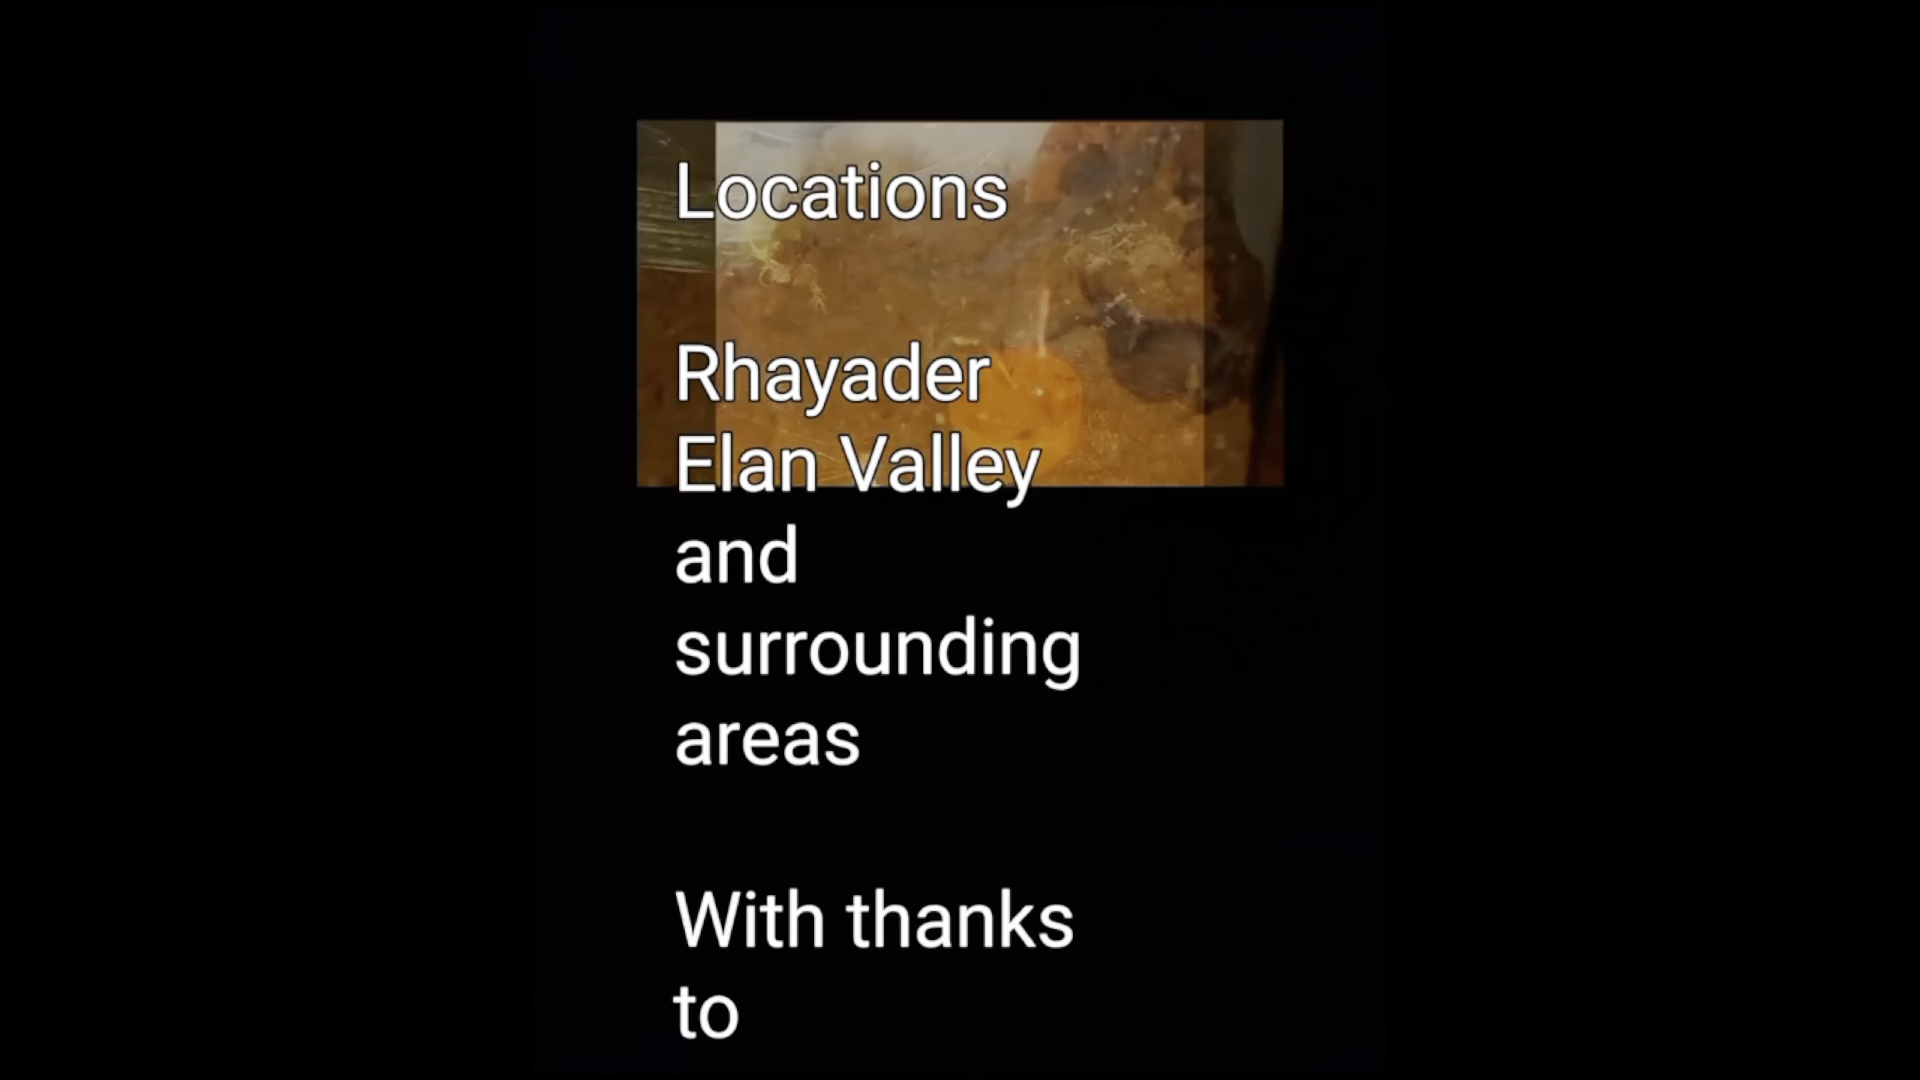 Locations
Rhayader
Elan Valley
and
surrounding
areas
With thanks
to